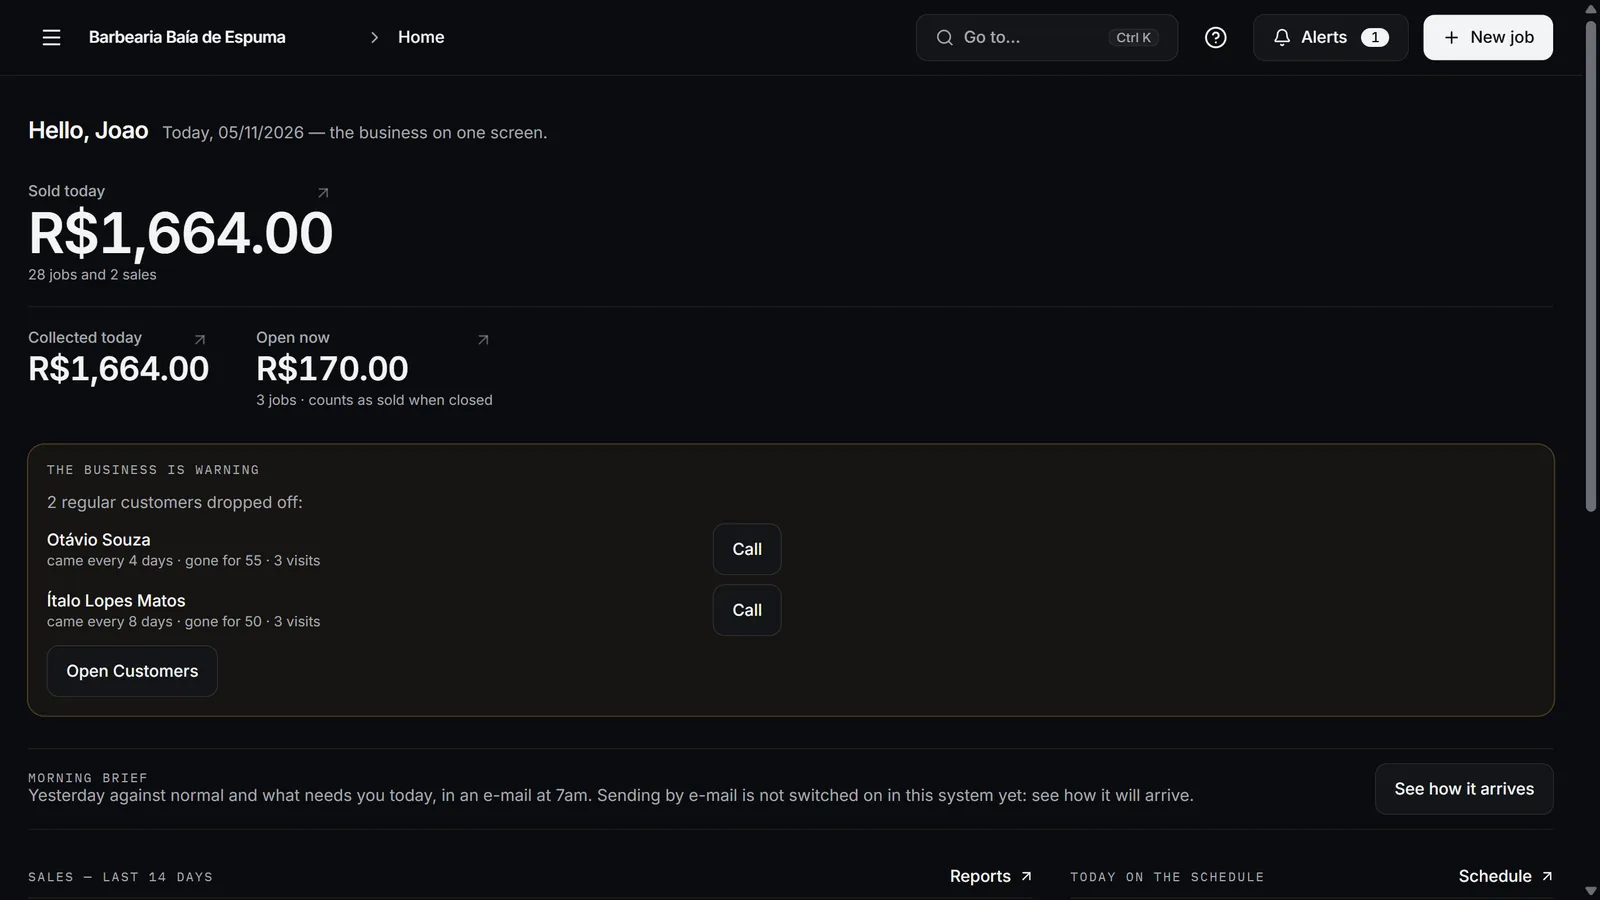 Barbearia Baía de Espuma
Home
Go to...
Ctrl K
Alerts 1
New job
Hello, Joao Today, 05/11/2026 — the business on one screen.
Sold today
R$1,664.00
28 jobs and 2 sales
Collected today
R$1,664.00
Open now
R$170.00
3 jobs · counts as sold when closed
THE BUSINESS IS WARNING
2 regular customers dropped off:
Otávio Souza
came every 4 days · gone for 55 · 3 visits
Call
Ítalo Lopes Matos
came every 8 days · gone for 50 · 3 visits
Call
Open Customers
MORNING BRIEF
Yesterday against normal and what needs you today, in an e-mail at 7am. Sending by e-mail is not switched on in this system yet: see how it will arrive.
See how it arrives
SALES — LAST 14 DAYS
Reports
TODAY ON THE SCHEDULE
Schedule